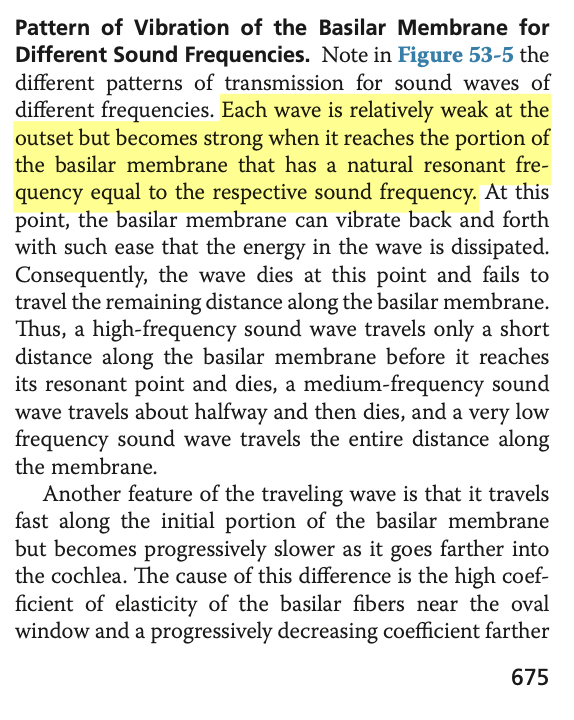 Pattern of Vibration of the Basilar Membrane for
Different Sound Frequencies. Note in Figure 53-5 the
different patterns of transmission for sound waves of
different frequencies. Each wave is relatively weak at the
outset but becomes strong when it reaches the portion of
the basilar membrane that has a natural resonant fre-
quency equal to the respective sound frequency. At this
point, the basilar membrane can vibrate back and forth
with such ease that the energy in the wave is dissipated.
Consequently, the wave dies at this point and fails to
travel the remaining distance along the basilar membrane.
Thus, a high-frequency sound wave travels only a short
distance along the basilar membrane before it reaches
its resonant point and dies, a medium-frequency sound
wave travels about halfway and then dies, and a very low
frequency sound wave travels the entire distance along
the membrane.
Another feature of the traveling wave is that it travels
fast along the initial portion of the basilar membrane
but becomes progressively slower as it goes farther into
the cochlea. The cause of this difference is the high coef-
ficient of elasticity of the basilar fibers near the oval
window and a progressively decreasing coefficient farther
675